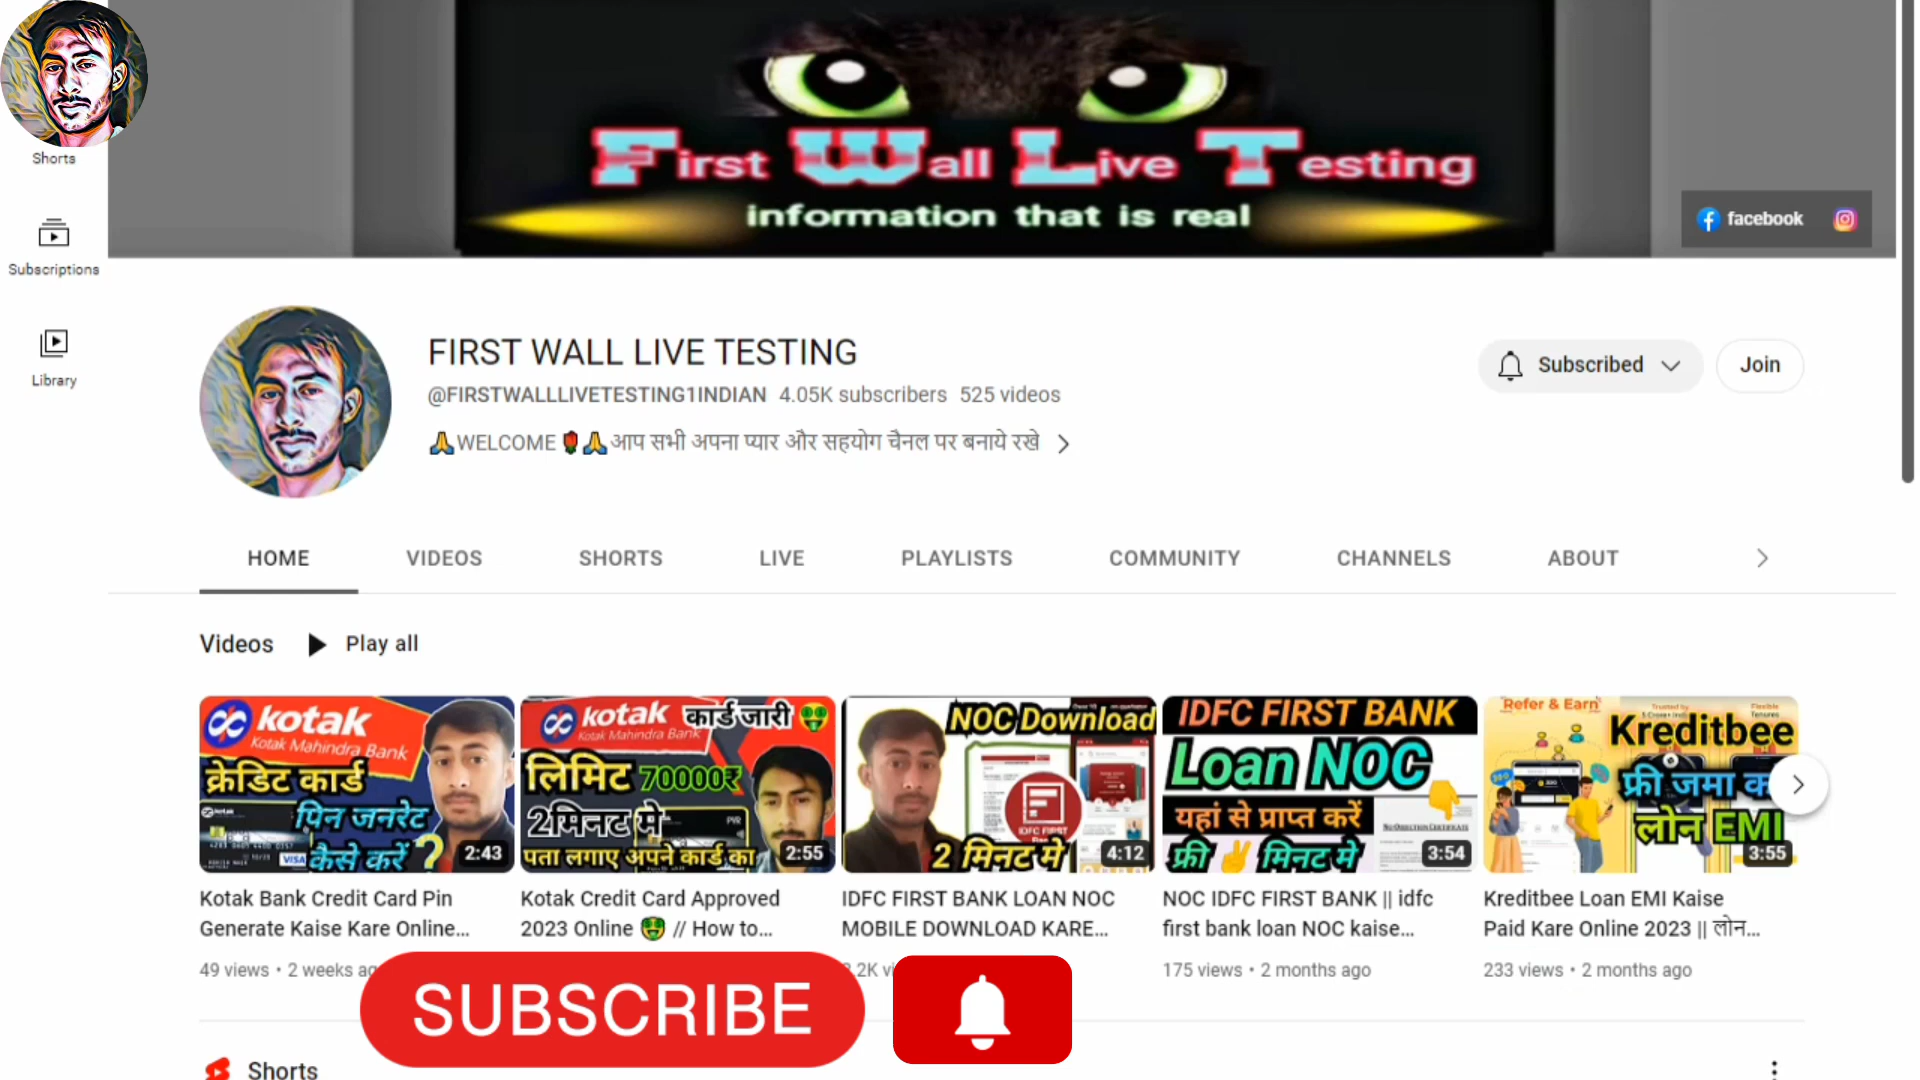 First Wall Live Testing
information that is real
facebook
Shorts
Subscriptions
Library
FIRST WALL LIVE TESTING
@FIRSTWALLLIVETESTING1INDIAN 4.05K subscribers 525 videos
🙏WELCOME🌹🙏आप सभी अपना प्यार और सहयोग चैनल पर बनाये रखे
Subscribed
Join
HOME VIDEOS SHORTS LIVE PLAYLISTS COMMUNITY CHANNELS ABOUT
Videos Play all
kotak
Kotak Mahindra Bank
क्रेडिट कार्ड
पिन जनरेट
VISA
कैसे करें ?
2:43
kotak
Kotak Mahindra Bank
कार्ड जारी
लिमिट 70000₹
2मिनट मे
पता लगाए अपने कार्ड का
2:55
NOC Download
IDFC FIRST
2 मिनट मे
4:12
IDFC FIRST BANK
Loan NOC
यहां से प्राप्त करें
फ्री ✌ मिनट मे
3:54
Refer & Earn
Kreditbee
फ्री जमा
लोन EMI
3:55
Kotak Bank Credit Card Pin
Generate Kaise Kare Online...
49 views • 2 weeks
Kotak Credit Card Approved
2023 Online 🤑 // How to...
IDFC FIRST BANK LOAN NOC
MOBILE DOWNLOAD KARE...
NOC IDFC FIRST BANK || idfc
first bank loan NOC kaise...
175 views • 2 months ago
Kreditbee Loan EMI Kaise
Paid Kare Online 2023 || लोन...
233 views • 2 months ago
SUBSCRIBE
Shorts